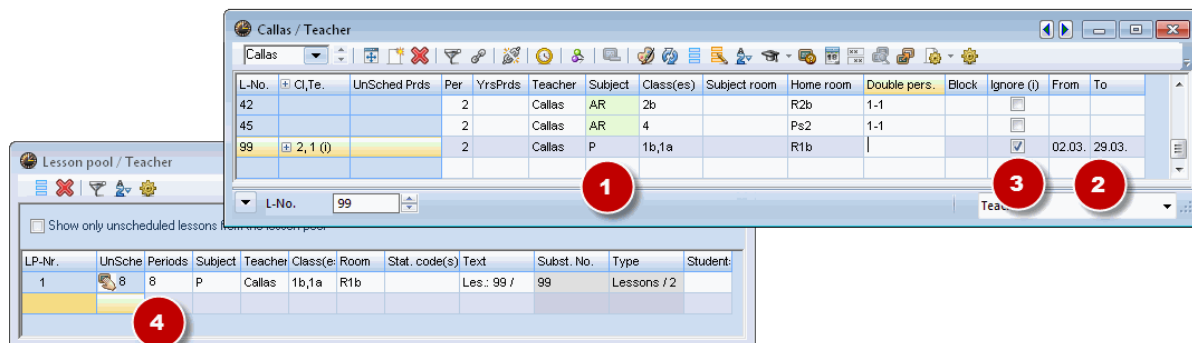 Callas / Teacher
Callas
L-No. Cl,Te. UnSched Prds Per YrsPrds Teacher Subject Class(es) Subject room Home room Double pers. Block Ignore (i) From To
42 2 Callas AR 2b R2b 1-1
45 2 Callas AR 4 Ps2 1-1
99 2, 1 (i) 2 Callas P 1b,1a R1b 02.03. 29.03.
1
3
2
L-No. 99
Lesson pool / Teacher
Show only unscheduled lessons
LP-Nr. UnSche Periods Subject Teacher Class(e: Room Stat. code(s) Text Subst. No. Type Student:
1 8 8 P Callas 1b,1a R1b Les.: 99 / 99 Lessons / 2
4